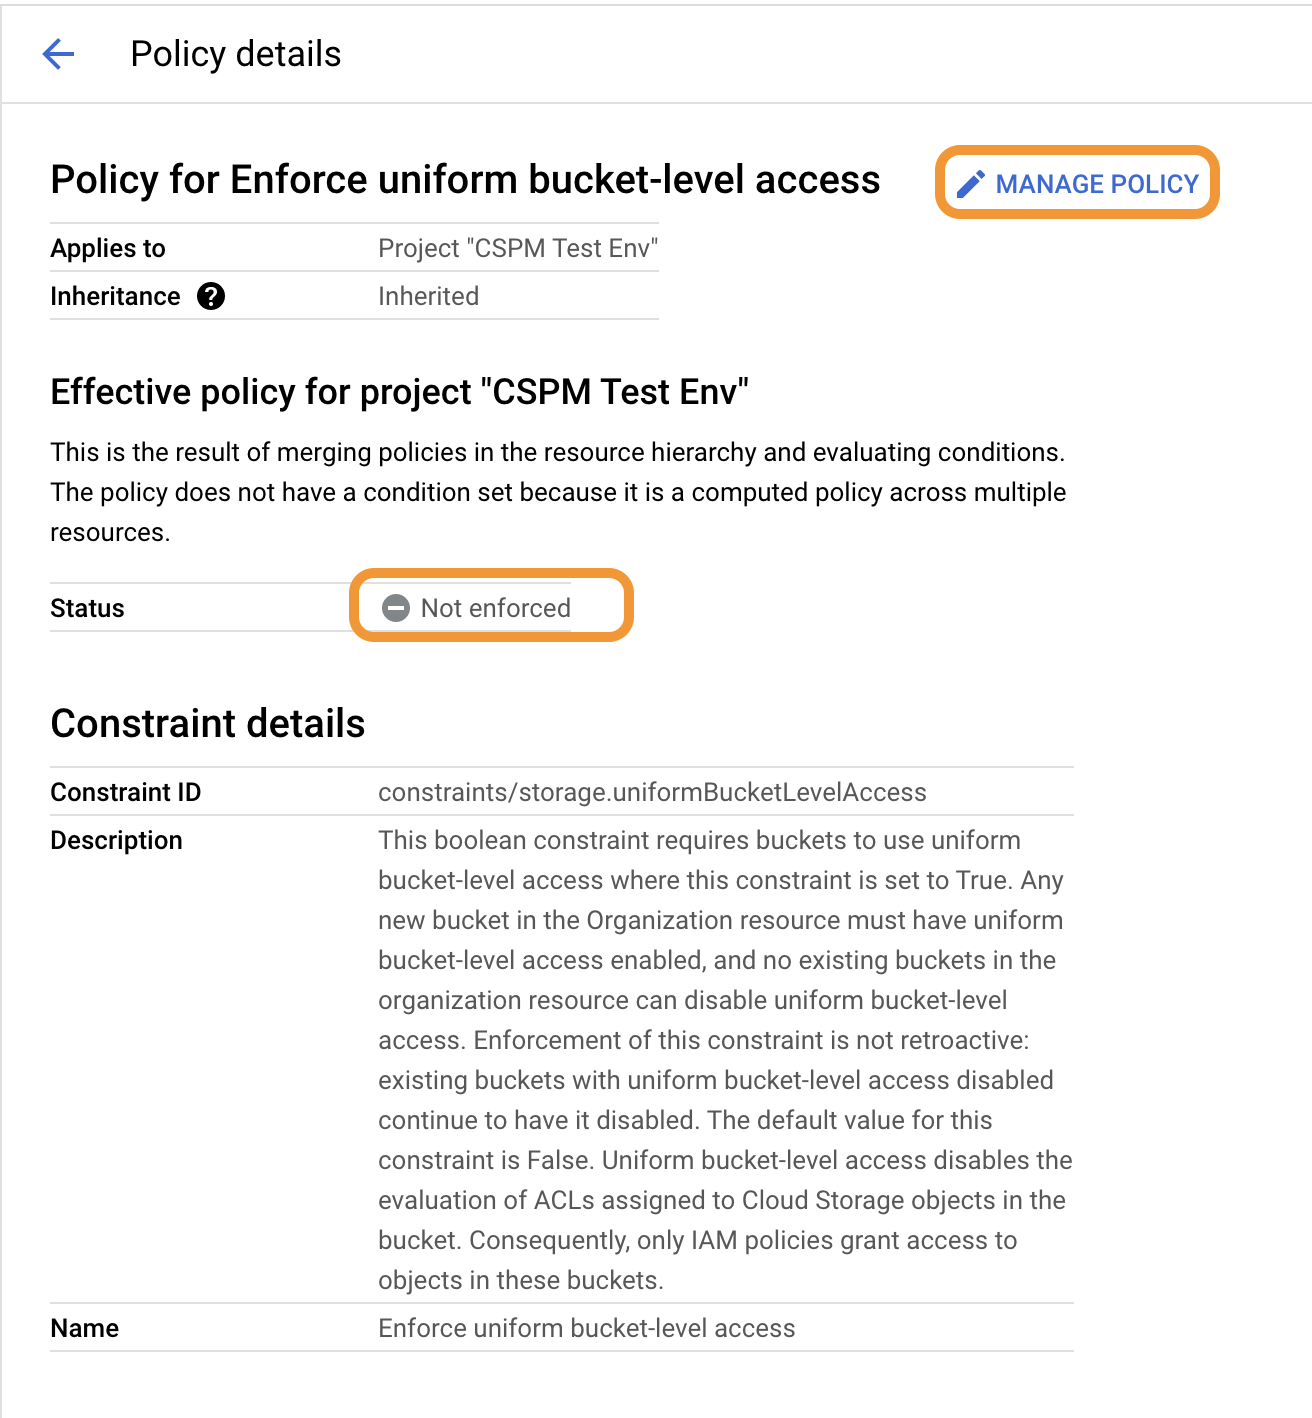 Policy details
Policy for Enforce uniform bucket-level access
MANAGE POLICY
Applies to Project "CSPM Test Env"
Inheritance ? Inherited
Effective policy for project "CSPM Test Env"
This is the result of merging policies in the resource hierarchy and evaluating conditions.
The policy does not have a condition set because it is a computed policy across multiple
resources.
Status Not enforced
Constraint details
Constraint ID constraints/storage.uniformBucketLevelAccess
Description This boolean constraint requires buckets to use uniform
bucket-level access where this constraint is set to True. Any
new bucket in the Organization resource must have uniform
bucket-level access enabled, and no existing buckets in the
organization resource can disable uniform bucket-level
access. Enforcement of this constraint is not retroactive:
existing buckets with uniform bucket-level access disabled
continue to have it disabled. The default value for this
constraint is False. Uniform bucket-level access disables the
evaluation of ACLs assigned to Cloud Storage objects in the
bucket. Consequently, only IAM policies grant access to
objects in these buckets.
Name Enforce uniform bucket-level access